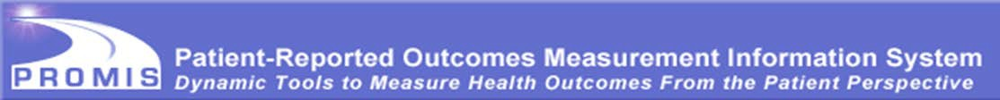 Patient-Reported Outcomes Measurement Information System
PROMIS
Dynamic Tools to Measure Health Outcomes From the Patient Perspective